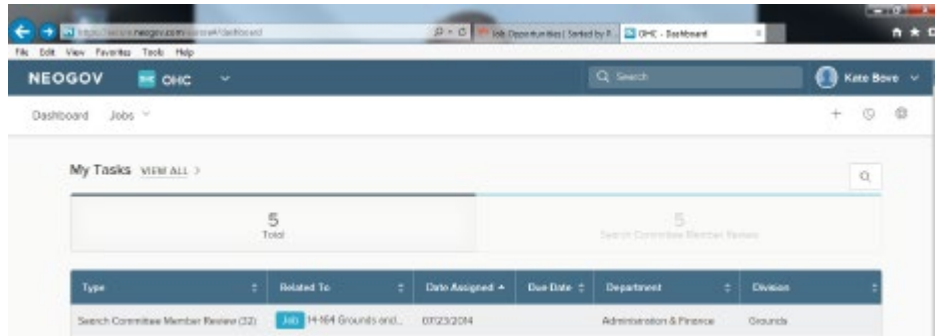 Job Opportunities | Sorted by P...
OHC - Dashboard
File Edit View Favorites Tools Help
NEOGOV OHC Search Kate Bove
Dashboard Jobs
My Tasks VIEW ALL >
5 5
Total Search Committee Member Review
Type Related To Date Assigned Due Date Department Division
Search Committee Member Review (32) Job 14-164 Grounds and... 07/23/2014 Administration & Finance Grounds